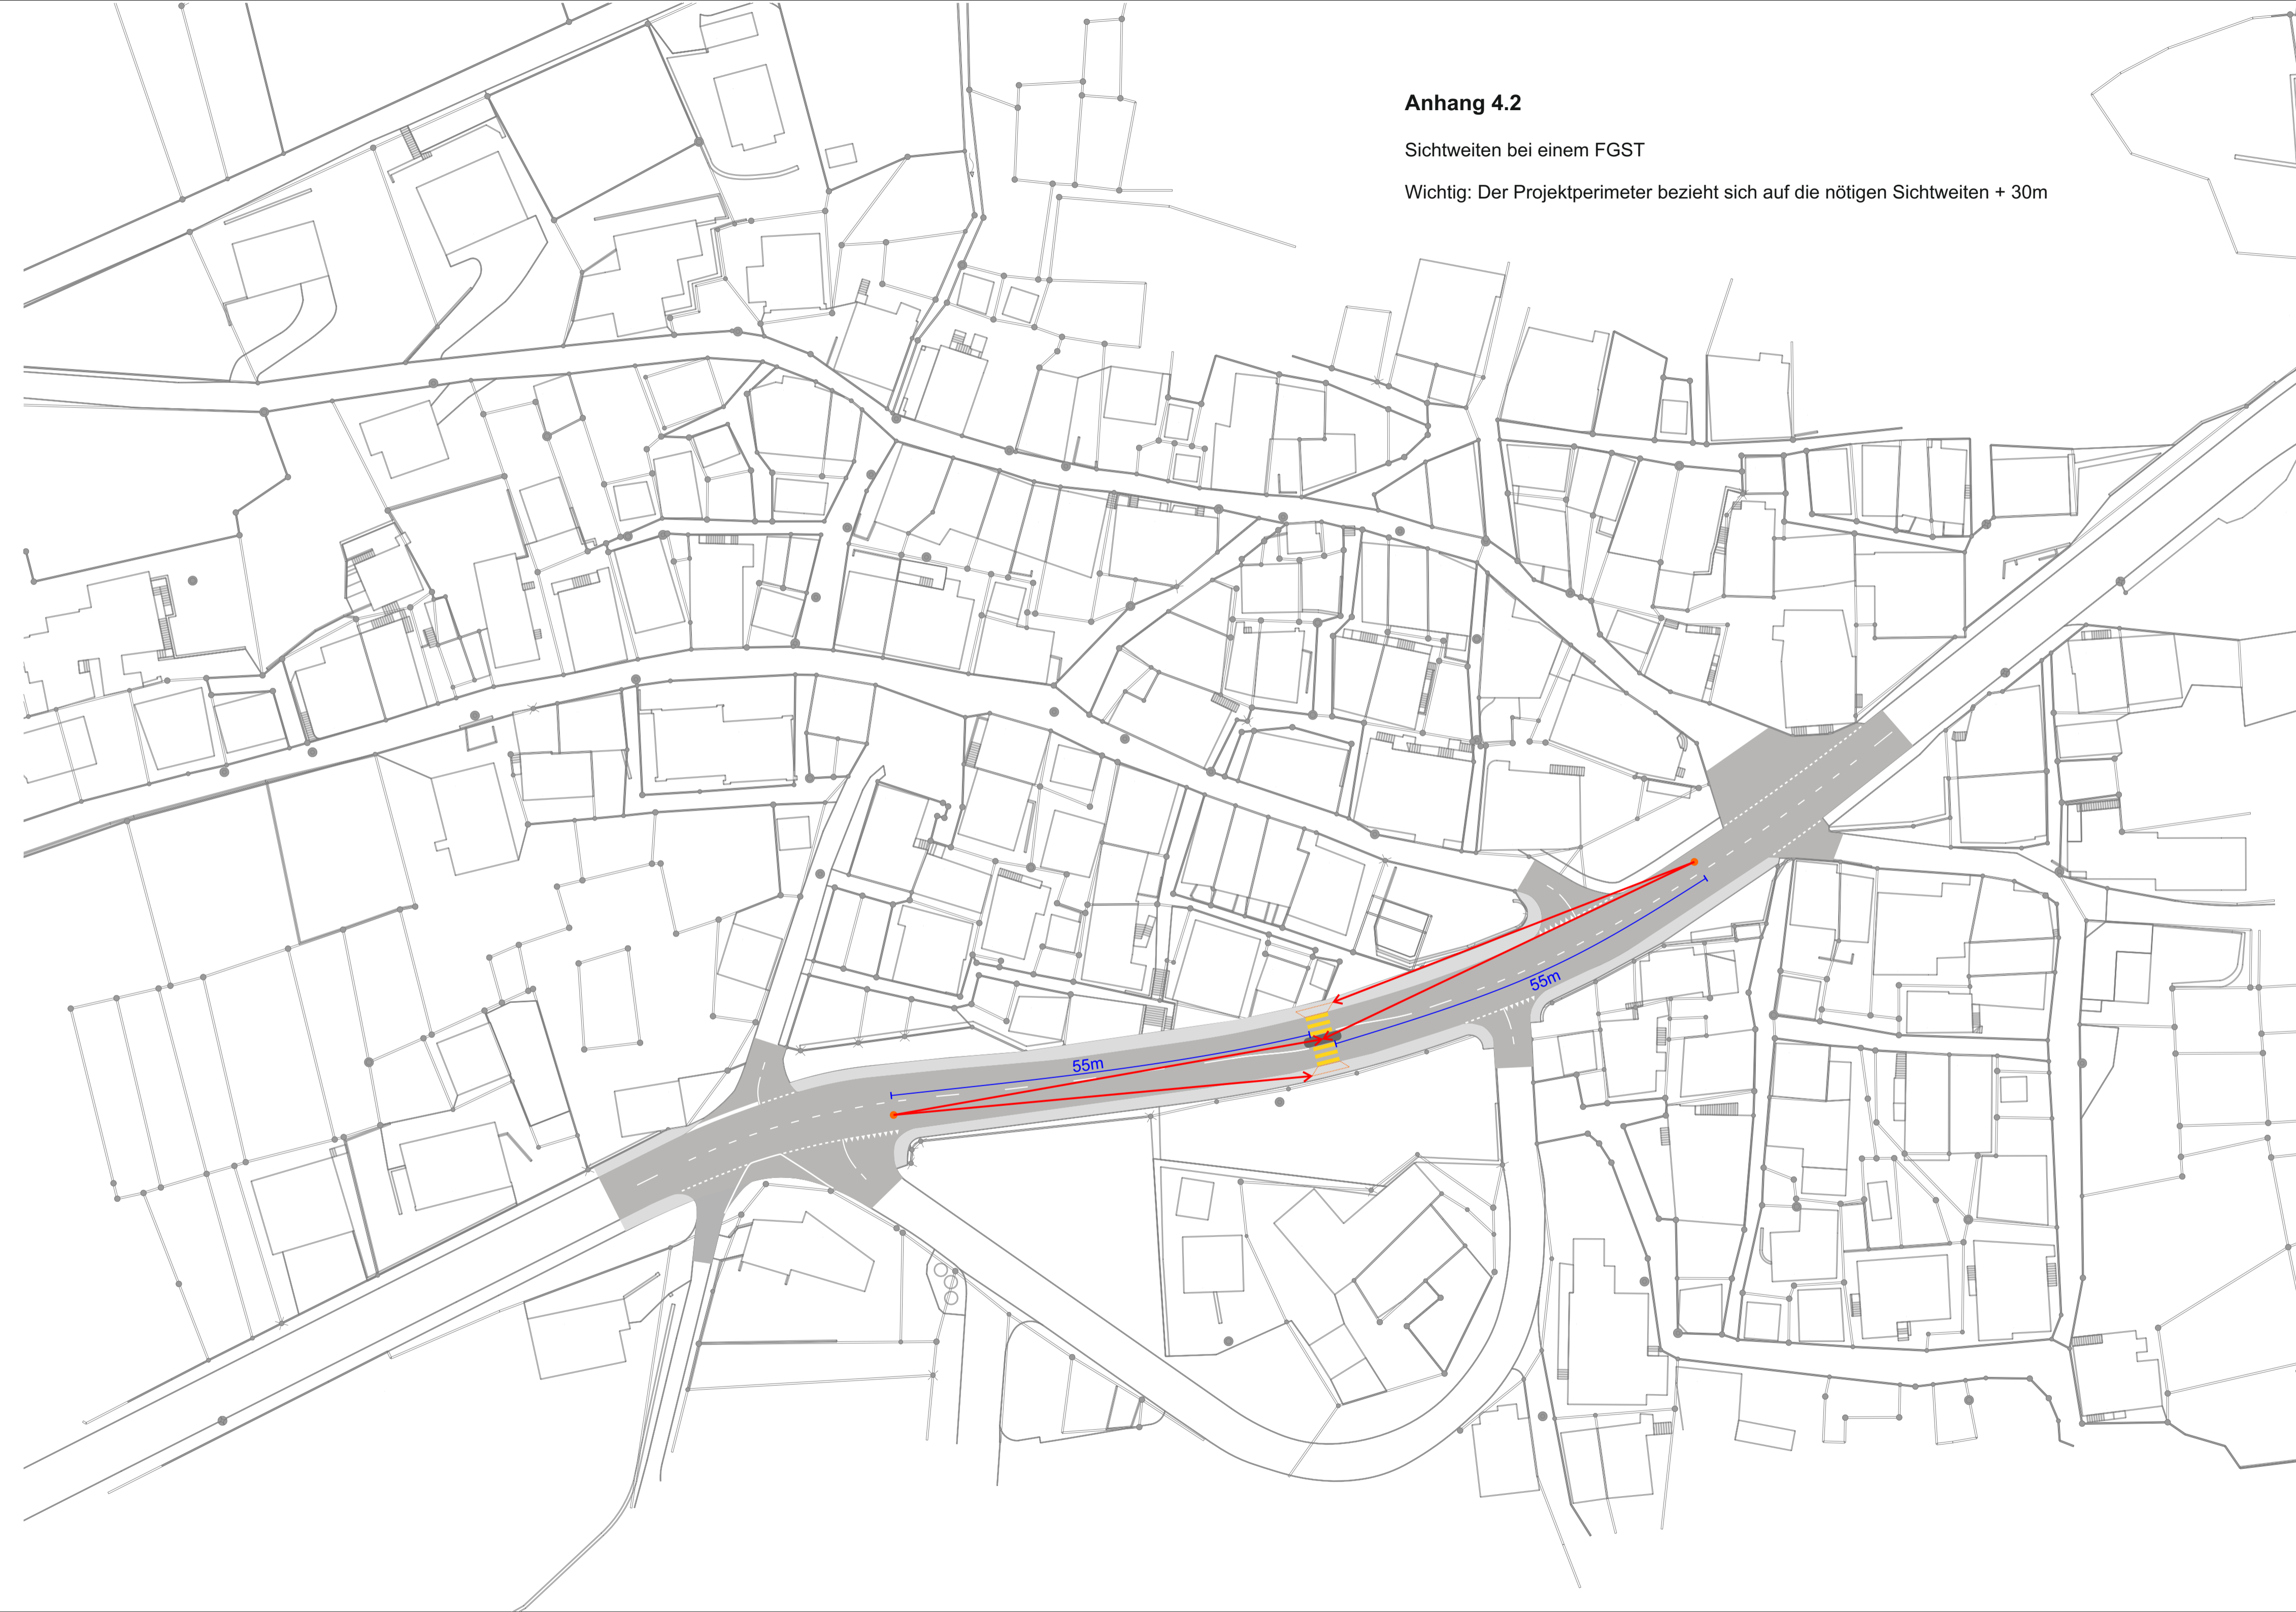 Anhang 4.2
Sichtweiten bei einem FGST
Wichtig: Der Projektperimeter bezieht sich auf die nötigen Sichtweiten + 30m
55m
55m